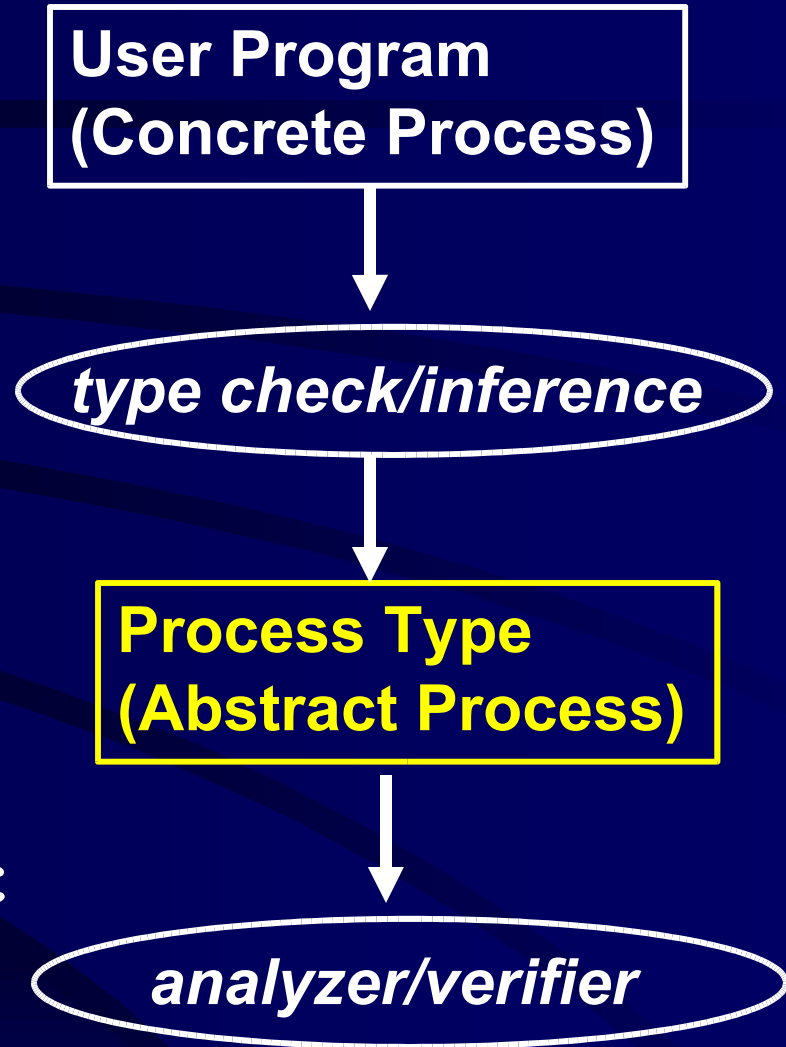 User Program
(Concrete Process)
type check/inference
Process Type
(Abstract Process)
:
analyzer/verifier